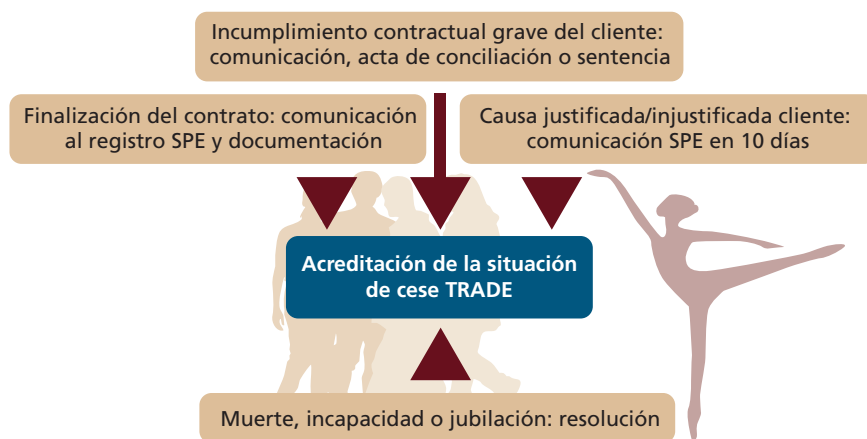 Incumplimiento contractual grave del cliente:
comunicación, acta de conciliación o sentencia
Finalización del contrato: comunicación
al registro SPE y documentación
Causa justificada/injustificada cliente:
comunicación SPE en 10 días
Acreditación de la situación
de cese TRADE
Muerte, incapacidad o jubilación: resolución